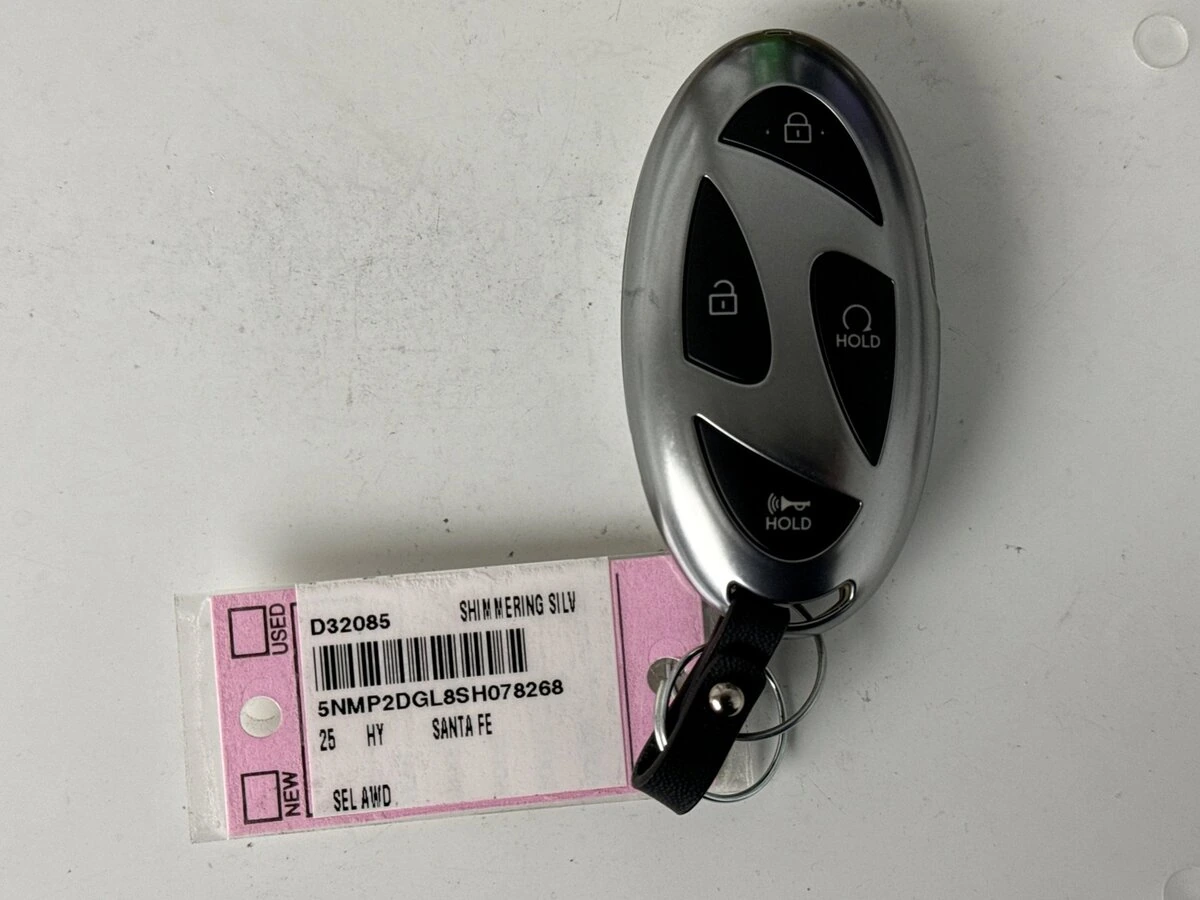 HOLD
HOLD
USED
NEW
D32085 SHIMMERING SILV
5NMP2DGL8SH078268
25 HY SANTA FE
SEL AWD